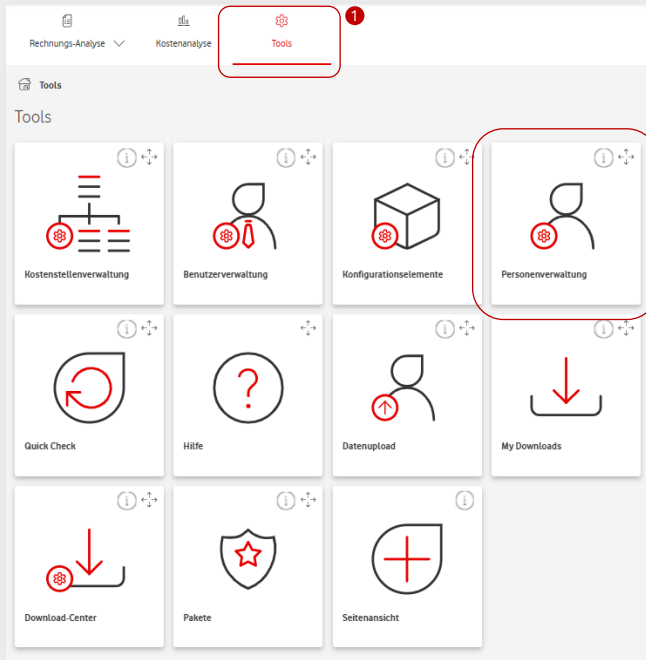 1
Rechnungs-Analyse
Kostenanalyse
Tools
Tools
Tools
Kostenstellenverwaltung
Benutzerverwaltung
Konfigurationselemente
Personenverwaltung
Quick Check
Hilfe
Datenupload
My Downloads
Download-Center
Pakete
Seitenansicht